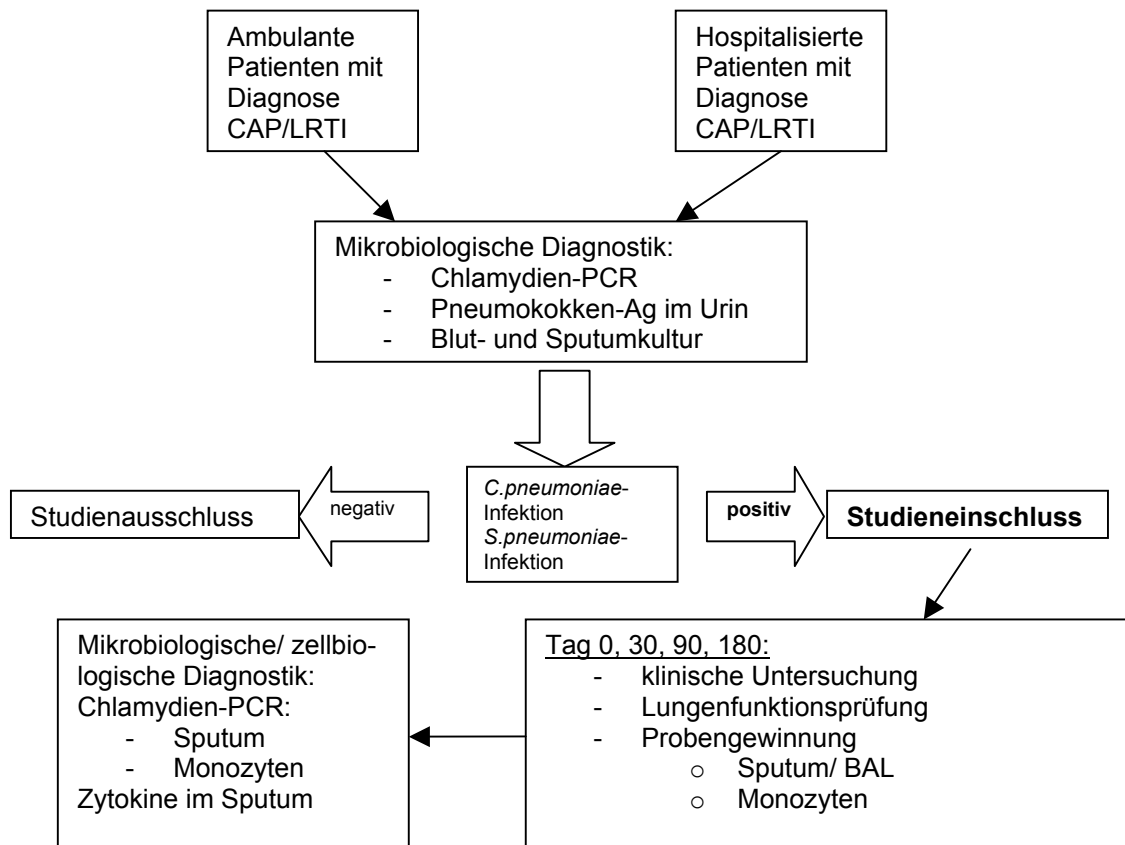 Ambulante
Patienten mit
Diagnose
CAP/LRTI
Hospitalisierte
Patienten mit
Diagnose
CAP/LRTI
Mikrobiologische Diagnostik:
- Chlamydien-PCR
- Pneumokokken-Ag im Urin
- Blut- und Sputumkultur
Studienausschluss
negativ
C.pneumoniae-
Infektion
S.pneumoniae-
Infektion
positiv
Studieneinschluss
Mikrobiologische/ zellbio-
logische Diagnostik:
Chlamydien-PCR:
- Sputum
- Monozyten
Zytokine im Sputum
Tag 0, 30, 90, 180:
- klinische Untersuchung
- Lungenfunktionsprüfung
- Probengewinnung
o Sputum/ BAL
o Monozyten